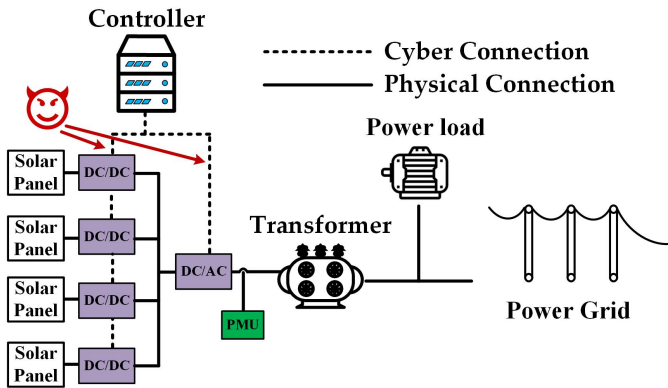 Controller
Cyber Connection
Physical Connection
Power load
Solar
Panel
DC/DC
Solar
Panel
DC/DC
Transformer
DC/AC
Solar
Panel
DC/DC
PMU
Power Grid
Solar
Panel
DC/DC